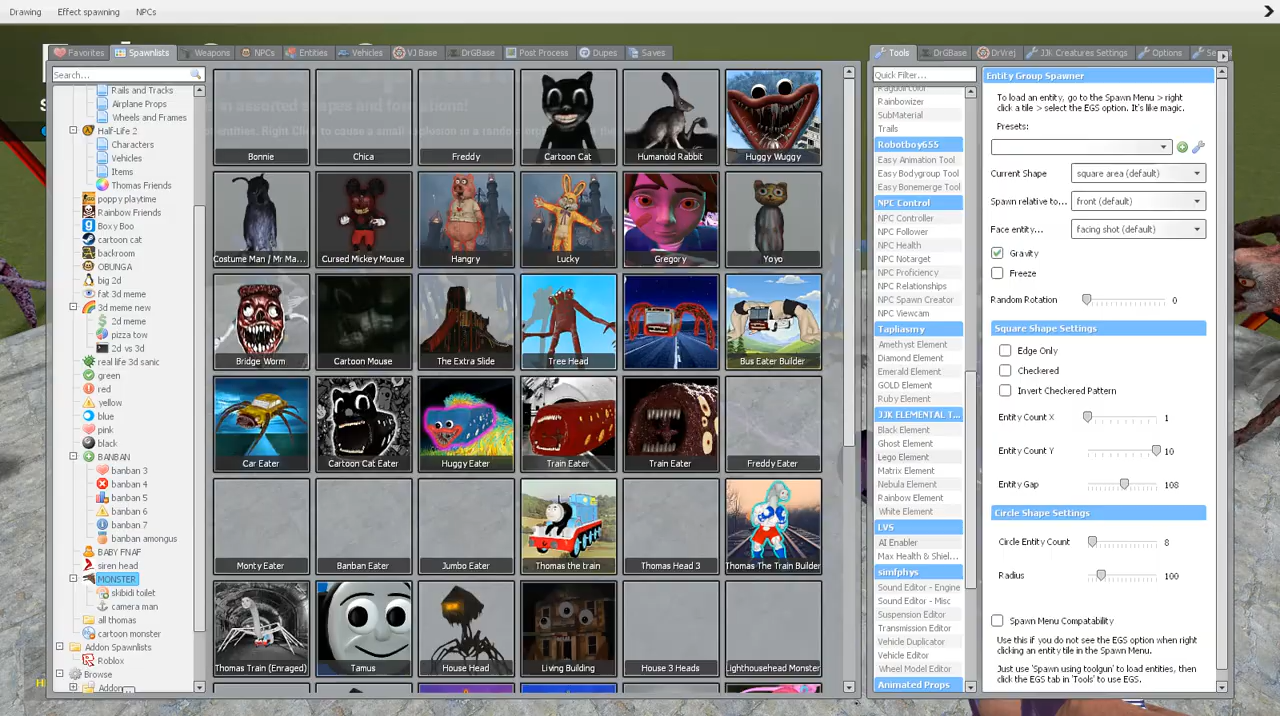 Drawing Effect spawning NPCs
Favorites Spawnlists Weapons NPCs Entities Vehicles VJ Base DrGBase Post Process Dupes Saves
Search...
Rails and Tracks
Airplane Props
Wheels and Frames
Half-Life 2
Characters
Vehicles
Items
Thomas Friends
poppy playtime
Rainbow Friends
Boxy Boo
cartoon cat
backroom
OBUNGA
big 2d
fat 3d meme
3d meme new
2d meme
pizza tow
2d vs 3d
real life 3d sanic
green
red
yellow
blue
pink
black
BANBAN
banban 3
banban 4
banban 5
banban 6
banban 7
banban amongus
BABY FNAF
siren head
MONSTER
skibidi toilet
camera man
all thomas
cartoon monster
Addon Spawnlists
Roblox
Browse
Addon
in assorted shapes and formations!
Bonnie Chica Freddy Cartoon Cat Humanoid Rabbit Huggy Wuggy
Costume Man / Mr Ma... Cursed Mickey Mouse Hangry Lucky Gregory Yoyo
Bridge Worm Cartoon Mouse The Extra Slide Tree Head Bus Eater Builder
Car Eater Cartoon Cat Eater Huggy Eater Train Eater Train Eater Freddy Eater
Monty Eater Banban Eater Jumbo Eater Thomas the train Thomas Head 3 Thomas The Train Builder
Thomas Train (Enraged) Tamus House Head Living Building House 3 Heads Lighthousehead Monster
Tools DrGBase DrVrej JJk Creatures Settings Options Se
Quick Filter...
Ragdoll Color
Rainbowizer
SubMaterial
Trails
Robotboy655
Easy Animation Tool
Easy Bodygroup Tool
Easy Bonemerge Tool
NPC Control
NPC Controller
NPC Follower
NPC Health
NPC Notarget
NPC Proficiency
NPC Relationships
NPC Spawn Creator
NPC Viewcam
Tapliasmy
Amethyst Element
Diamond Element
Emerald Element
GOLD Element
Ruby Element
JJK ELEMENTAL T...
Black Element
Ghost Element
Lego Element
Matrix Element
Nebula Element
Rainbow Element
White Element
LVS
AI Enabler
Max Health & Shiel...
simfphys
Sound Editor - Engine
Sound Editor - Misc
Suspension Editor
Transmission Editor
Vehicle Duplicator
Vehicle Editor
Wheel Model Editor
Animated Props
Entity Group Spawner
To load an entity, go to the Spawn Menu > right
click a tile > select the EGS option. It's like magic.
Presets:
Current Shape square area (default)
Spawn relative to... front (default)
Face entity... facing shot (default)
Gravity
Freeze
Random Rotation 0
Square Shape Settings
Edge Only
Checkered
Invert Checkered Pattern
Entity Count X 1
Entity Count Y 10
Entity Gap 108
Circle Shape Settings
Circle Entity Count 8
Radius 100
Spawn Menu Compatability
Use this if you do not see the EGS option when right
clicking an entity tile in the Spawn Menu.
Just use 'Spawn using toolgun' to load entities, then
click the EGS tab in 'Tools' to use EGS.